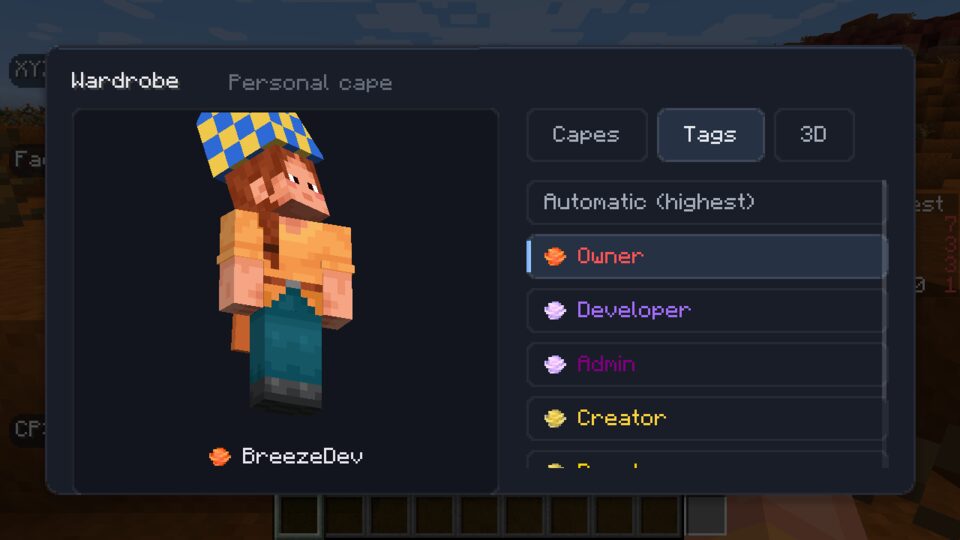 Wardrobe Personal cape
Capes Tags 3D
Automatic (highest)
Owner
Developer
Admin
Creator
BreezeDev